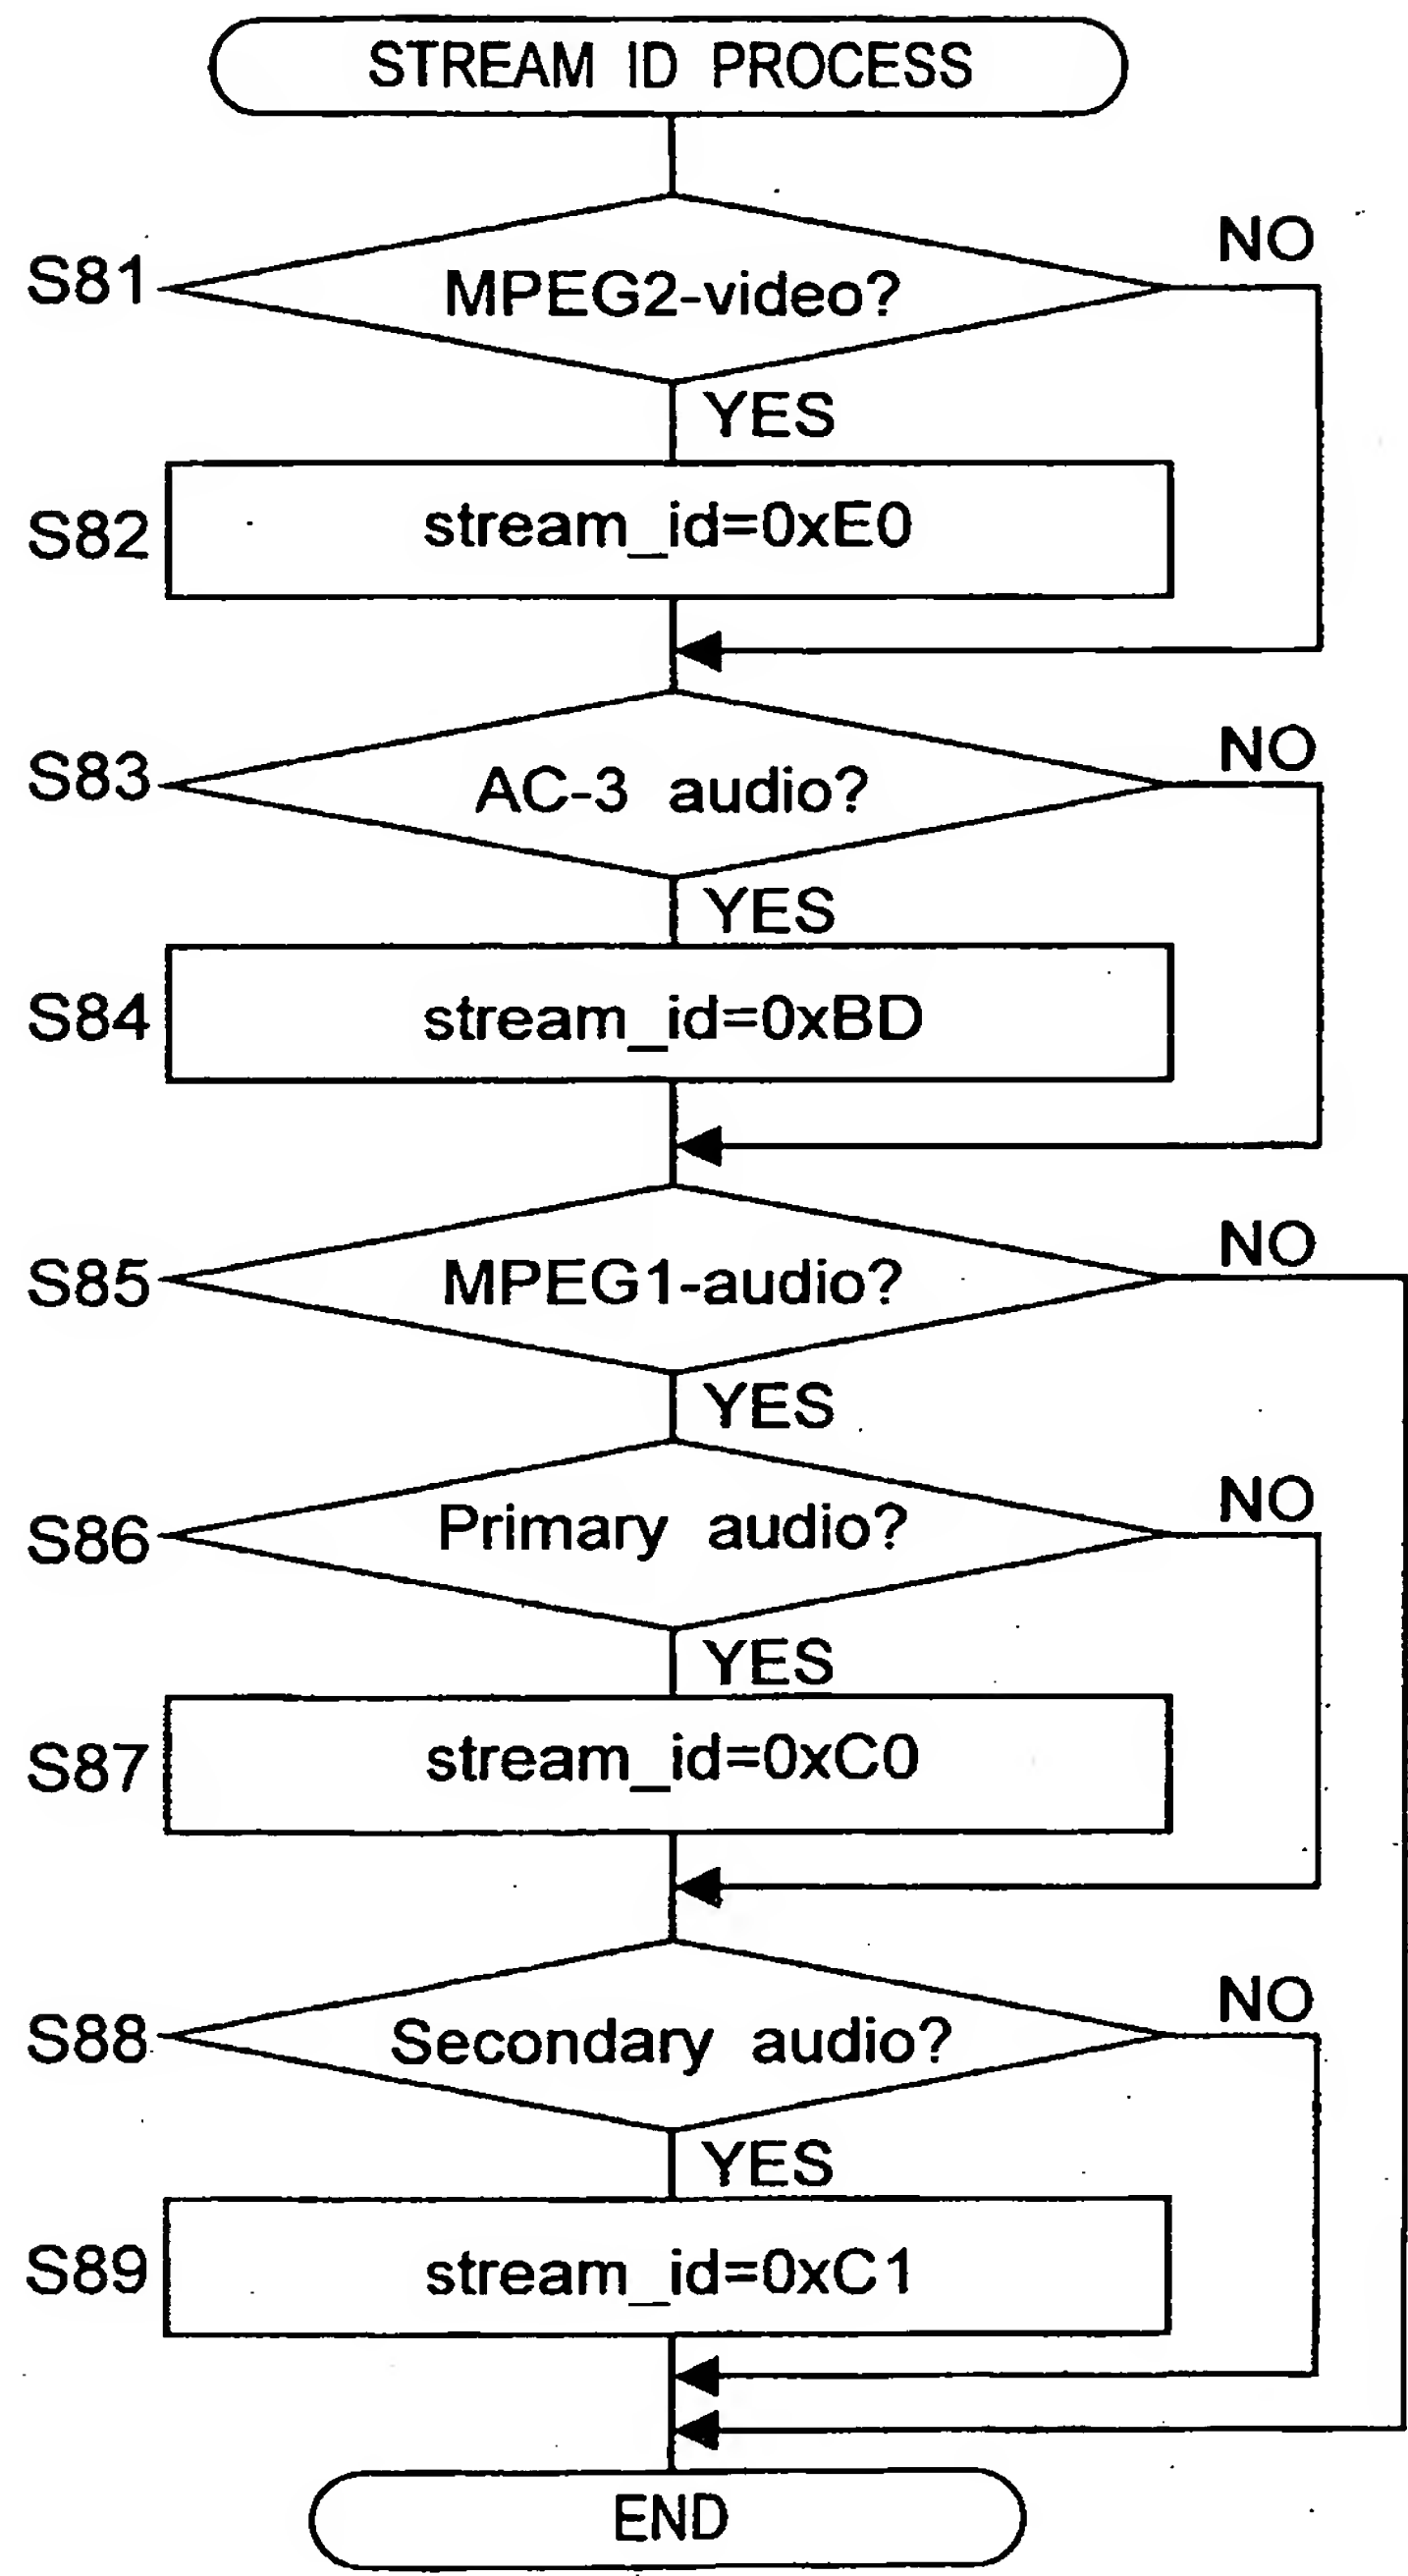 STREAM ID PROCESS
NO
S81
MPEG2-video?
YES
S82
stream_id=0xE0
NO
S83
AC-3 audio?
YES
S84
stream_id=0xBD
NO
S85
MPEG1-audio?
YES
NO
S86
Primary audio?
YES
S87
stream_id=0xC0
NO
S88
Secondary audio?
YES
S89
stream_id=0xC1
END